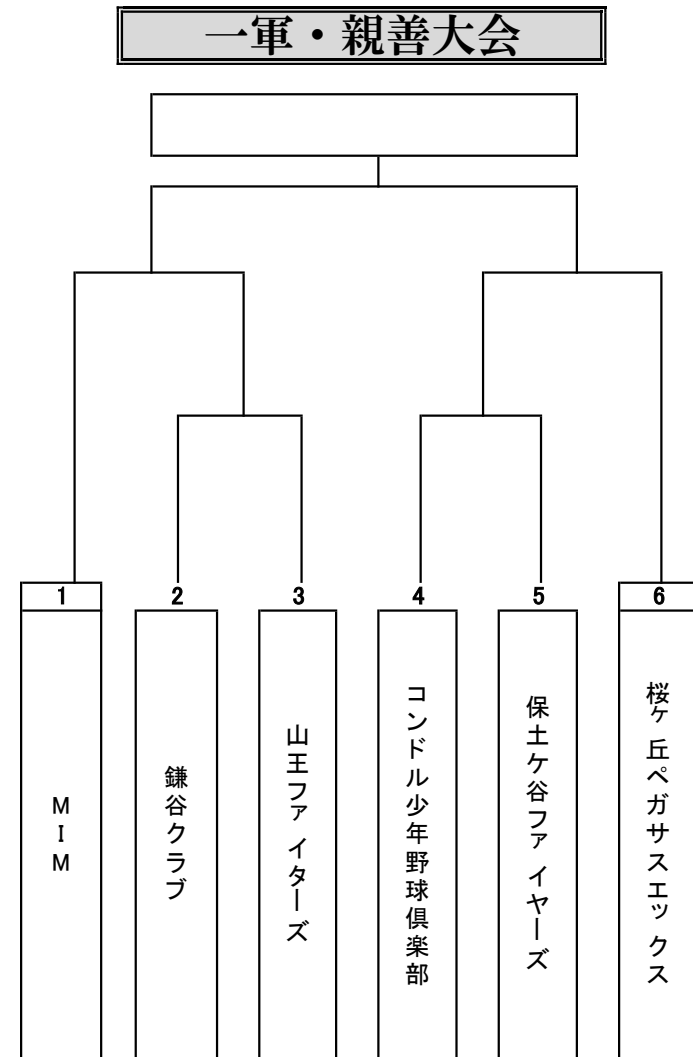 一軍・親善大会
1
2
3
4
5
6
MIM
鎌谷クラブ
山王ファイターズ
コンドル少年野球倶楽部
保土ケ谷ファイヤーズ
桜ヶ丘ペガサスエックス